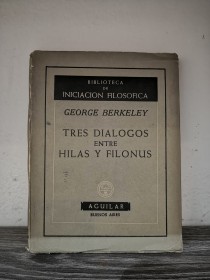 BIBLIOTECA
DE
INICIACION FILOSOFICA
GEORGE BERKELEY
TRES DIALOGOS
ENTRE
HILAS Y FILONUS
AGUILAR
BUENOS AIRES